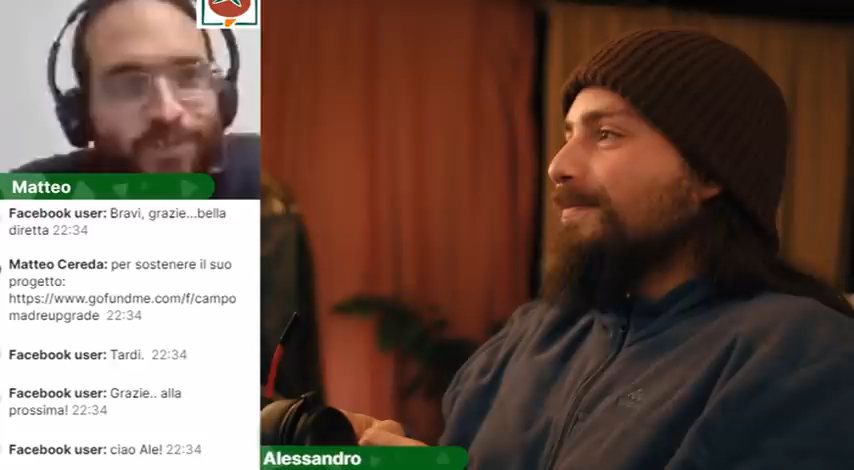 Matteo
Facebook user: Bravi, grazie...bella
diretta 22:34
Matteo Cereda: per sostenere il suo
progetto:
https://www.gofundme.com/f/campo
madreupgrade 22:34
Facebook user: Tardi. 22:34
Facebook user: Grazie.. alla
prossima! 22:34
Facebook user: ciao Ale! 22:34
Alessandro